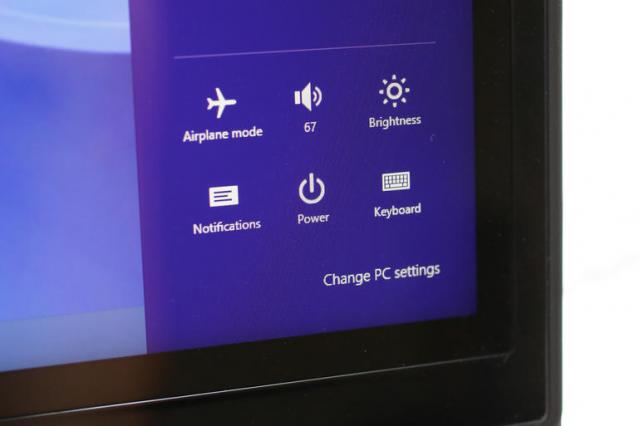 Airplane mode
67
Brightness
Notifications
Power
Keyboard
Change PC settings